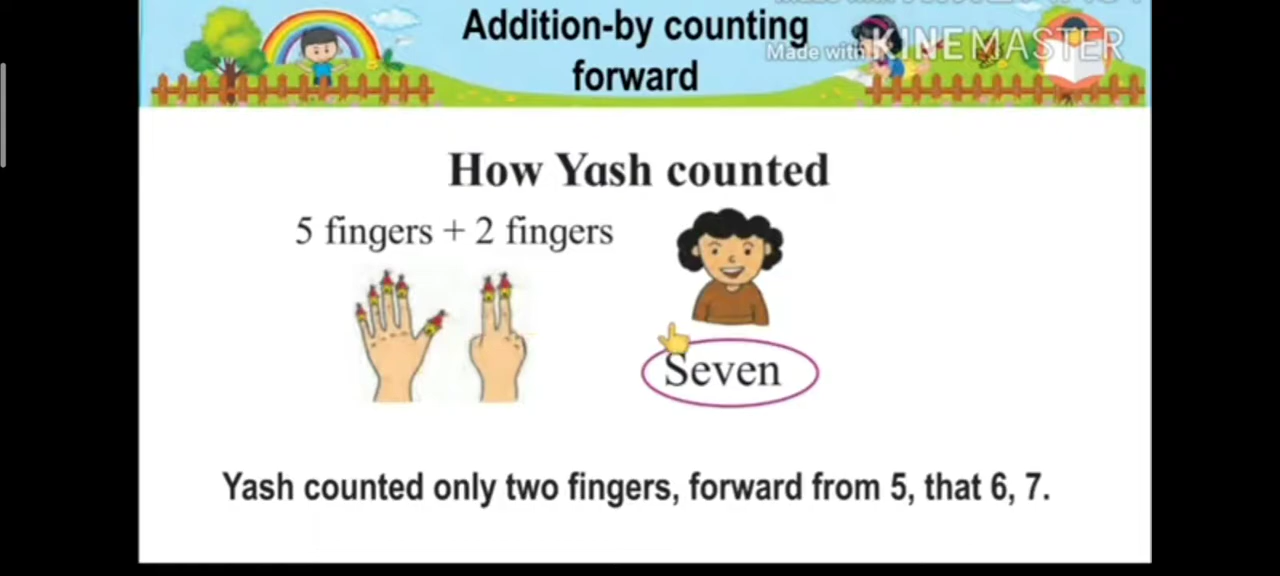 Addition-by counting
forward
Made with KINEMASTER
How Yash counted
5 fingers + 2 fingers
Seven
Yash counted only two fingers, forward from 5, that 6, 7.